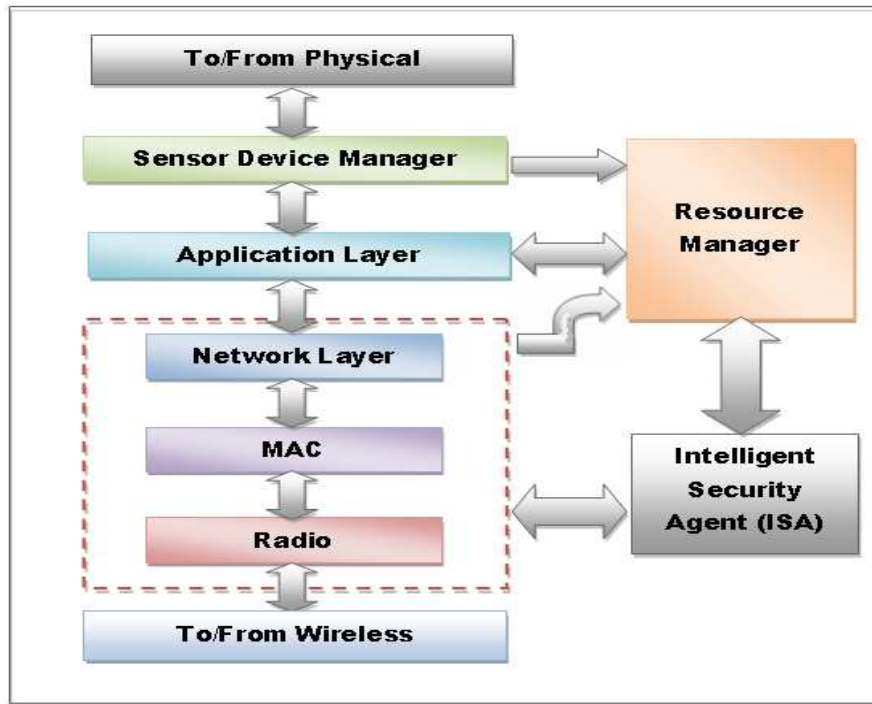 To/From Physical
Sensor Device Manager
Resource
Manager
Application Layer
Network Layer
MAC
Intelligent
Security
Agent (ISA)
Radio
To/From Wireless